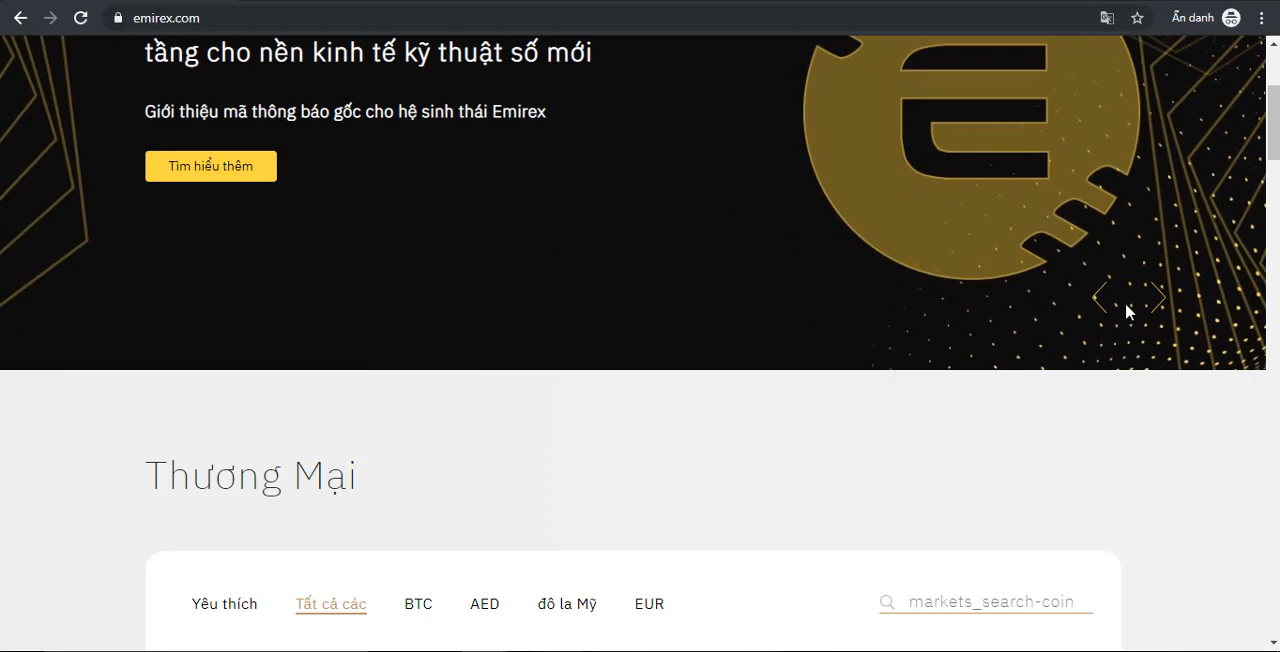 emirex.com
Ẩn danh
tầng cho nền kinh tế kỹ thuật số mới
Giới thiệu mã thông báo gốc cho hệ sinh thái Emirex
Tìm hiểu thêm
Thương Mại
Yêu thích Tất cả các BTC AED đô la Mỹ EUR markets_search-coin